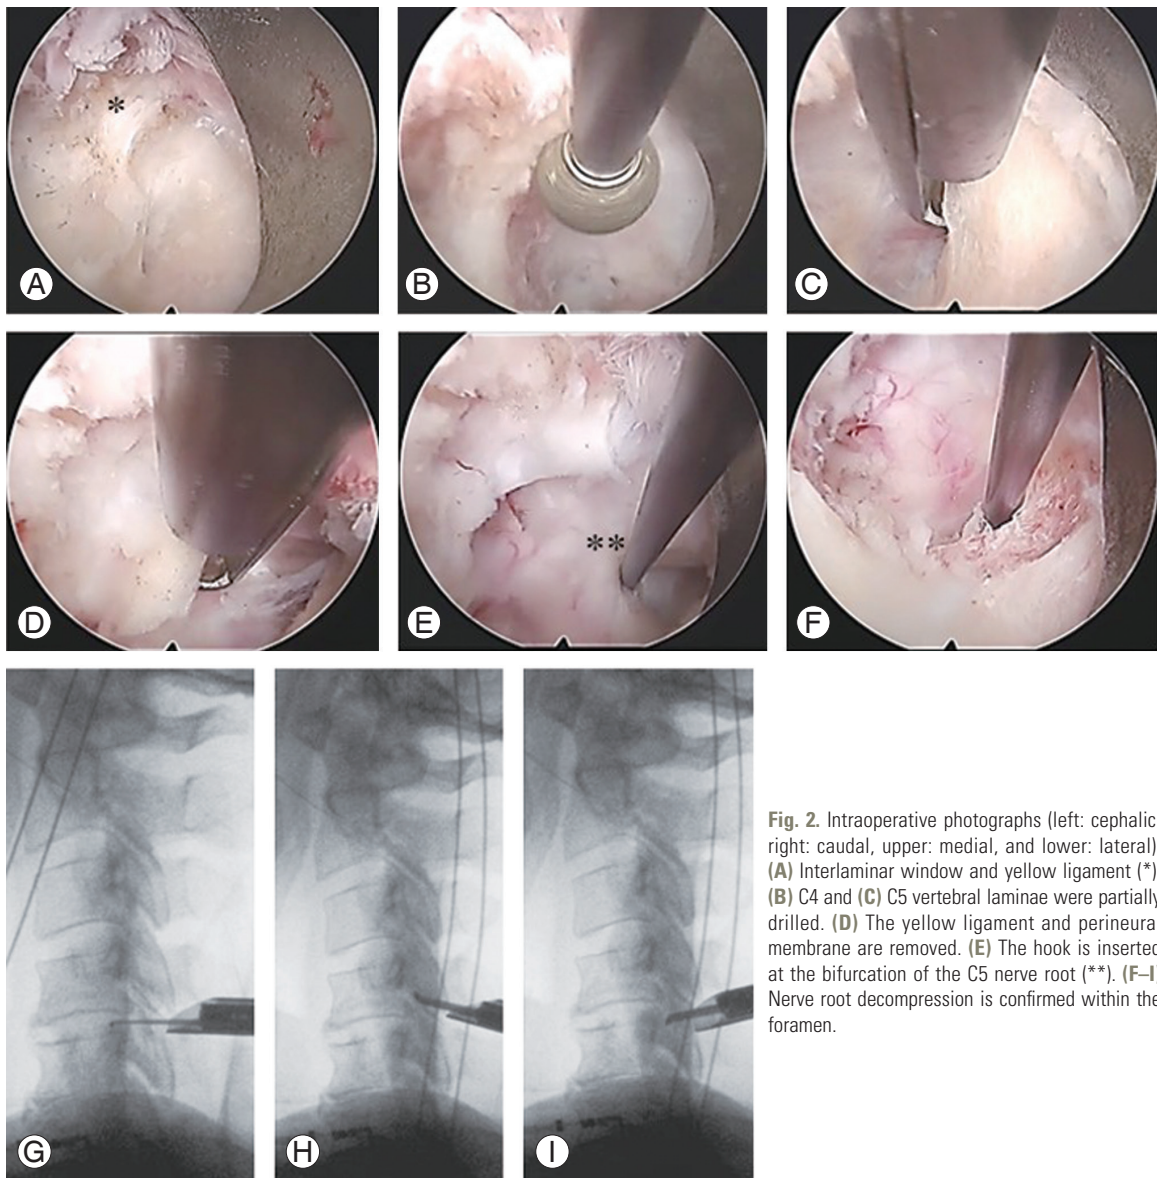 *
A
B
C
D
**
E
F
G
H
I
Fig. 2. Intraoperative photographs (left: cephalic
right: caudal, upper: medial, and lower: lateral)
(A) Interlaminar window and yellow ligament (*)
(B) C4 and (C) C5 vertebral laminae were partially
drilled. (D) The yellow ligament and perineura
membrane are removed. (E) The hook is inserted
at the bifurcation of the C5 nerve root (**). (F–I
Nerve root decompression is confirmed within the
foramen.